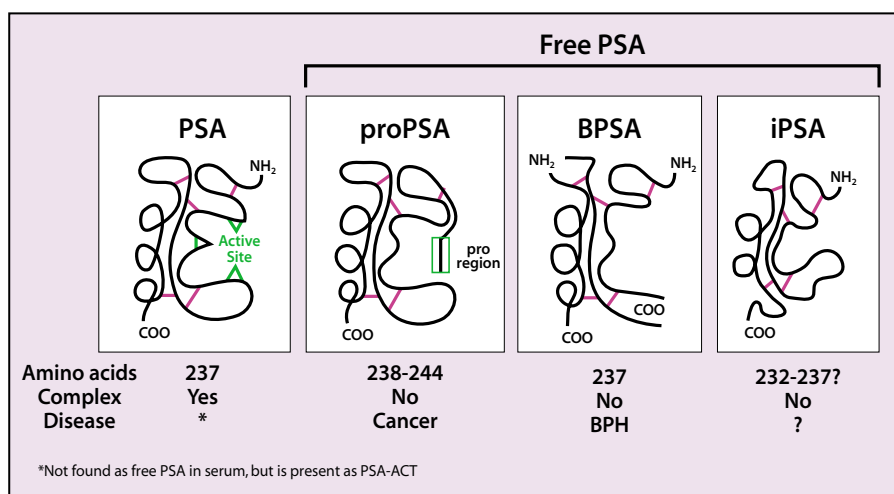 Free PSA
PSA
proPSA
BPSA
iPSA
NH2
Active
Site
COO
pro
region
NH2
NH2
COO
COO
NH2
COO
Amino acids 237 238-244 237 232-237?
Complex Yes No No No
Disease * Cancer BPH ?
*Not found as free PSA in serum, but is present as PSA-ACT